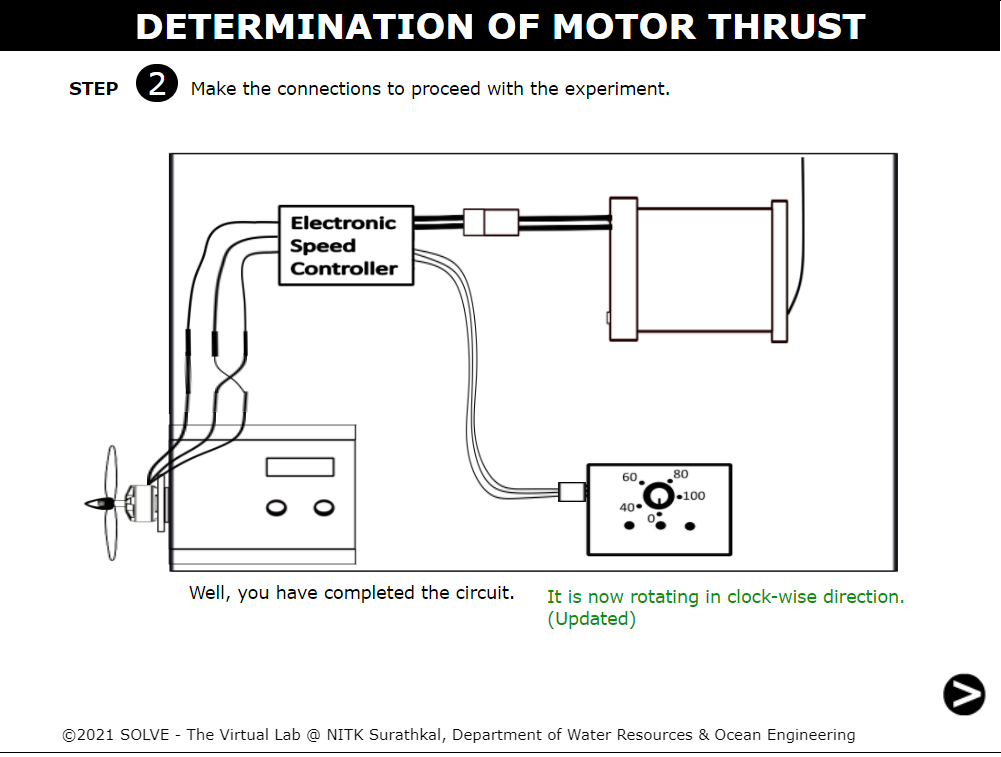 DETERMINATION OF MOTOR THRUST
STEP 2 Make the connections to proceed with the experiment.
Electronic
Speed
Controller
60 80
100
40
0
Well, you have completed the circuit.
It is now rotating in clock-wise direction.
(Updated)
>
©2021 SOLVE - The Virtual Lab @ NITK Surathkal, Department of Water Resources & Ocean Engineering